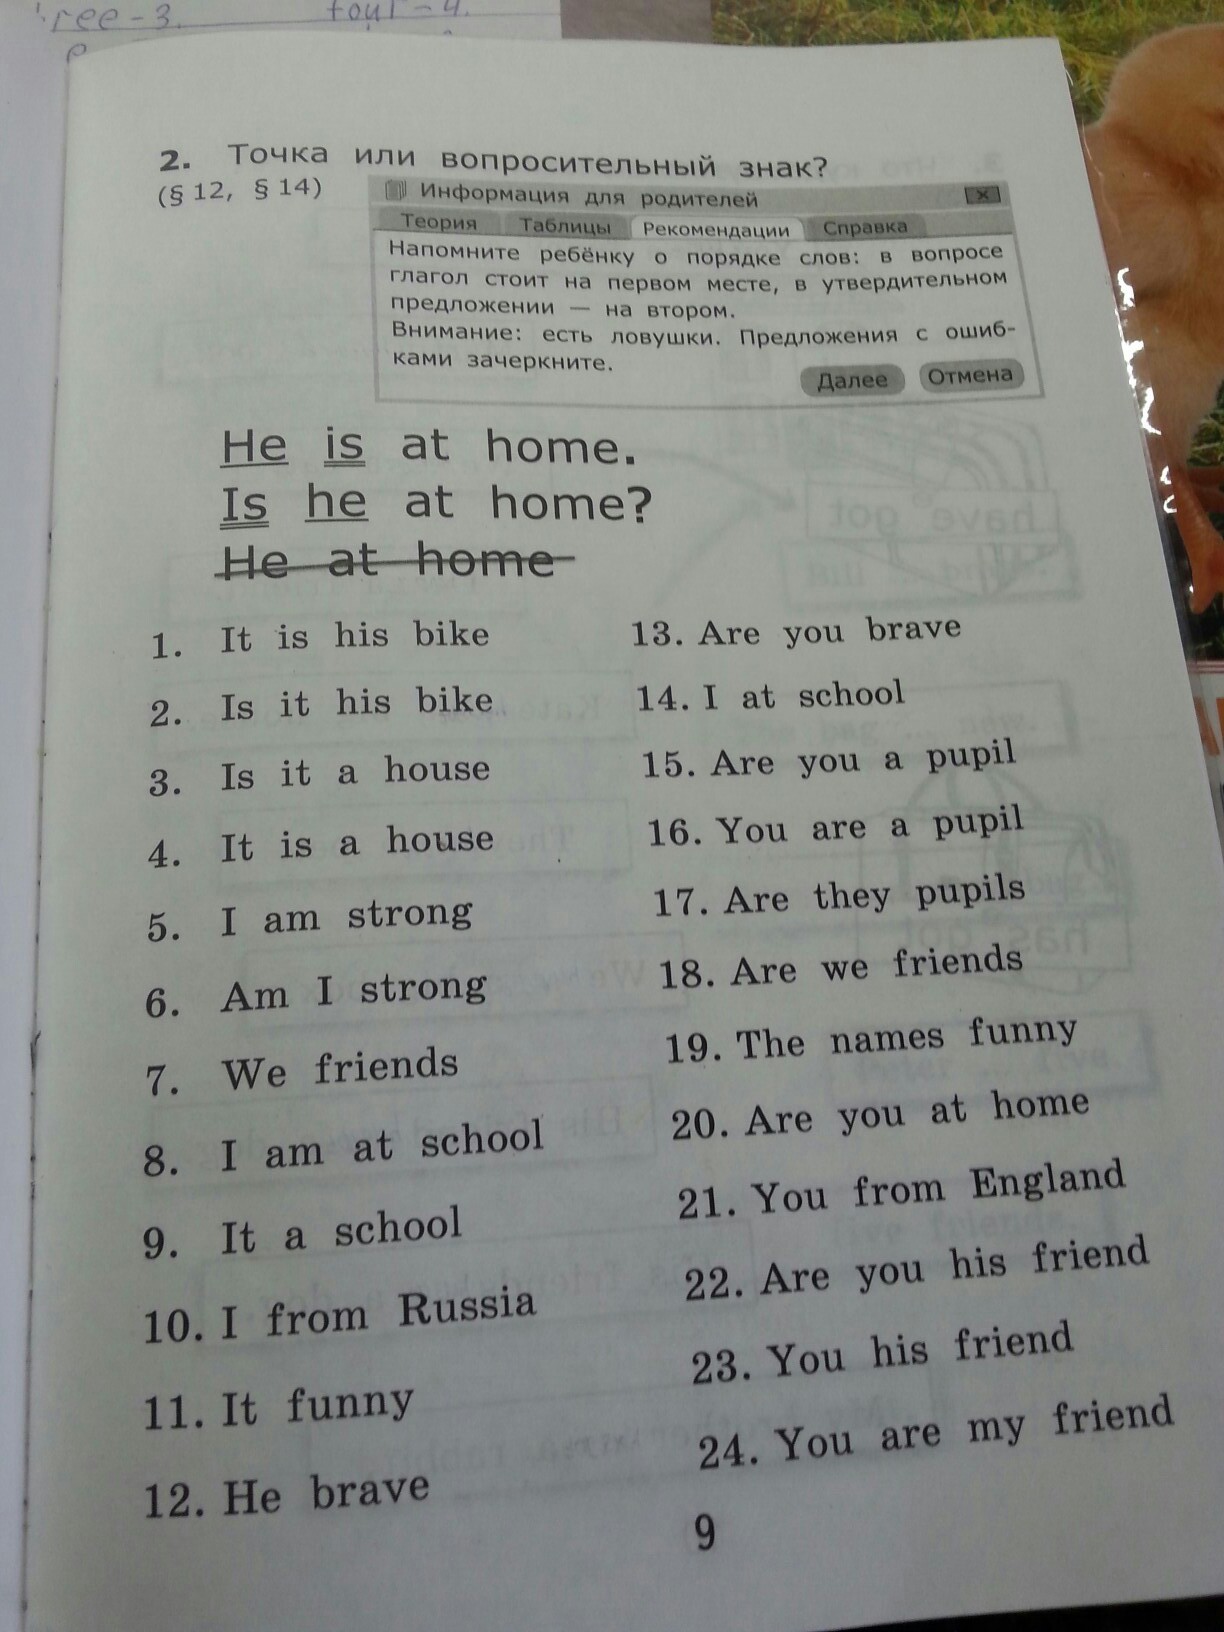 ree-3. four-4.
2. Точка или вопросительный знак?
(§ 12, § 14)
Информация для родителей
Теория Таблицы Рекомендации Справка
Напомните ребёнку о порядке слов: в вопросе
глагол стоит на первом месте, в утвердительном
предложении — на втором.
Внимание: есть ловушки. Предложения с ошиб-
ками зачеркните.
Далее Отмена
He is at home.
Is he at home?
He at home
1. It is his bike
2. Is it his bike
3. Is it a house
4. It is a house
5. I am strong
6. Am I strong
7. We friends
8. I am at school
9. It a school
10. I from Russia
11. It funny
12. He brave
13. Are you brave
14. I at school
15. Are you a pupil
16. You are a pupil
17. Are they pupils
18. Are we friends
19. The names funny
20. Are you at home
21. You from England
22. Are you his friend
23. You his friend
24. You are my friend
9